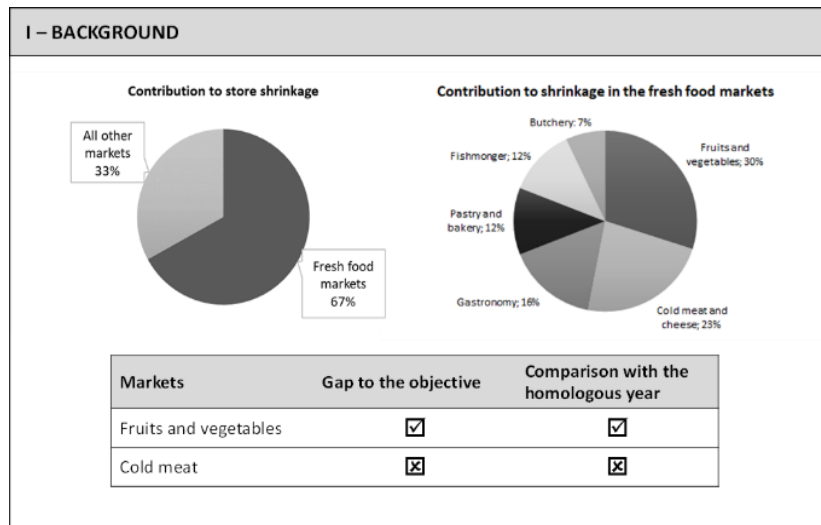 I – BACKGROUND
Contribution to store shrinkage
All other
markets
33%
Fresh food
markets
67%
Contribution to shrinkage in the fresh food markets
Butchery; 7%
Fruits and
vegetables; 30%
Fishmonger; 12%
Pastry and
bakery; 12%
Gastronomy; 16%
Cold meat and
cheese; 23%
Markets Gap to the objective Comparison with the
homologous year
Fruits and vegetables ☑ ☑
Cold meat ☒ ☒